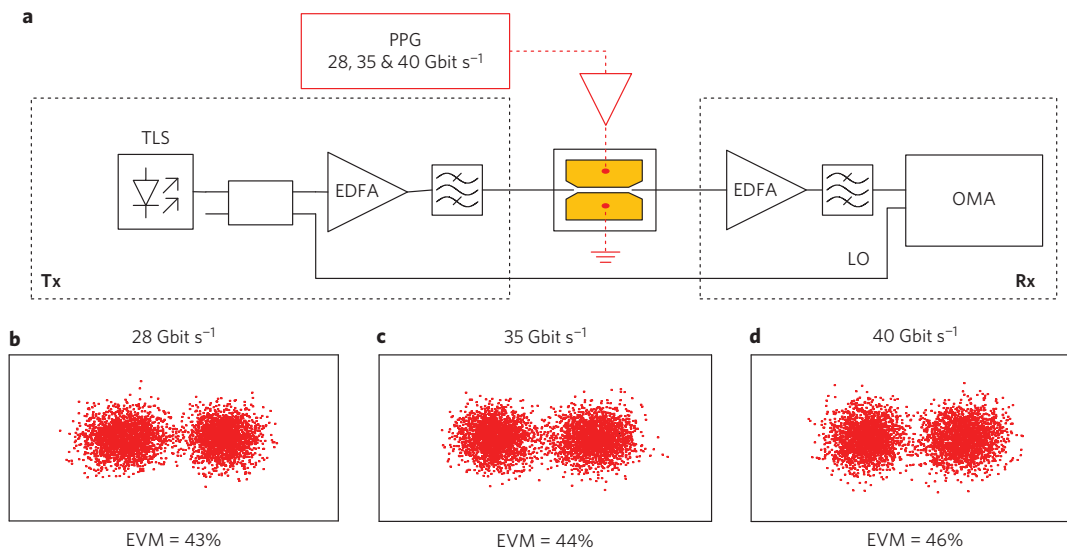 a
PPG
28, 35 & 40 Gbit s⁻¹
TLS
EDFA
EDFA
OMA
LO
Tx
Rx
b
28 Gbit s⁻¹
c
35 Gbit s⁻¹
d
40 Gbit s⁻¹
EVM = 43%
EVM = 44%
EVM = 46%